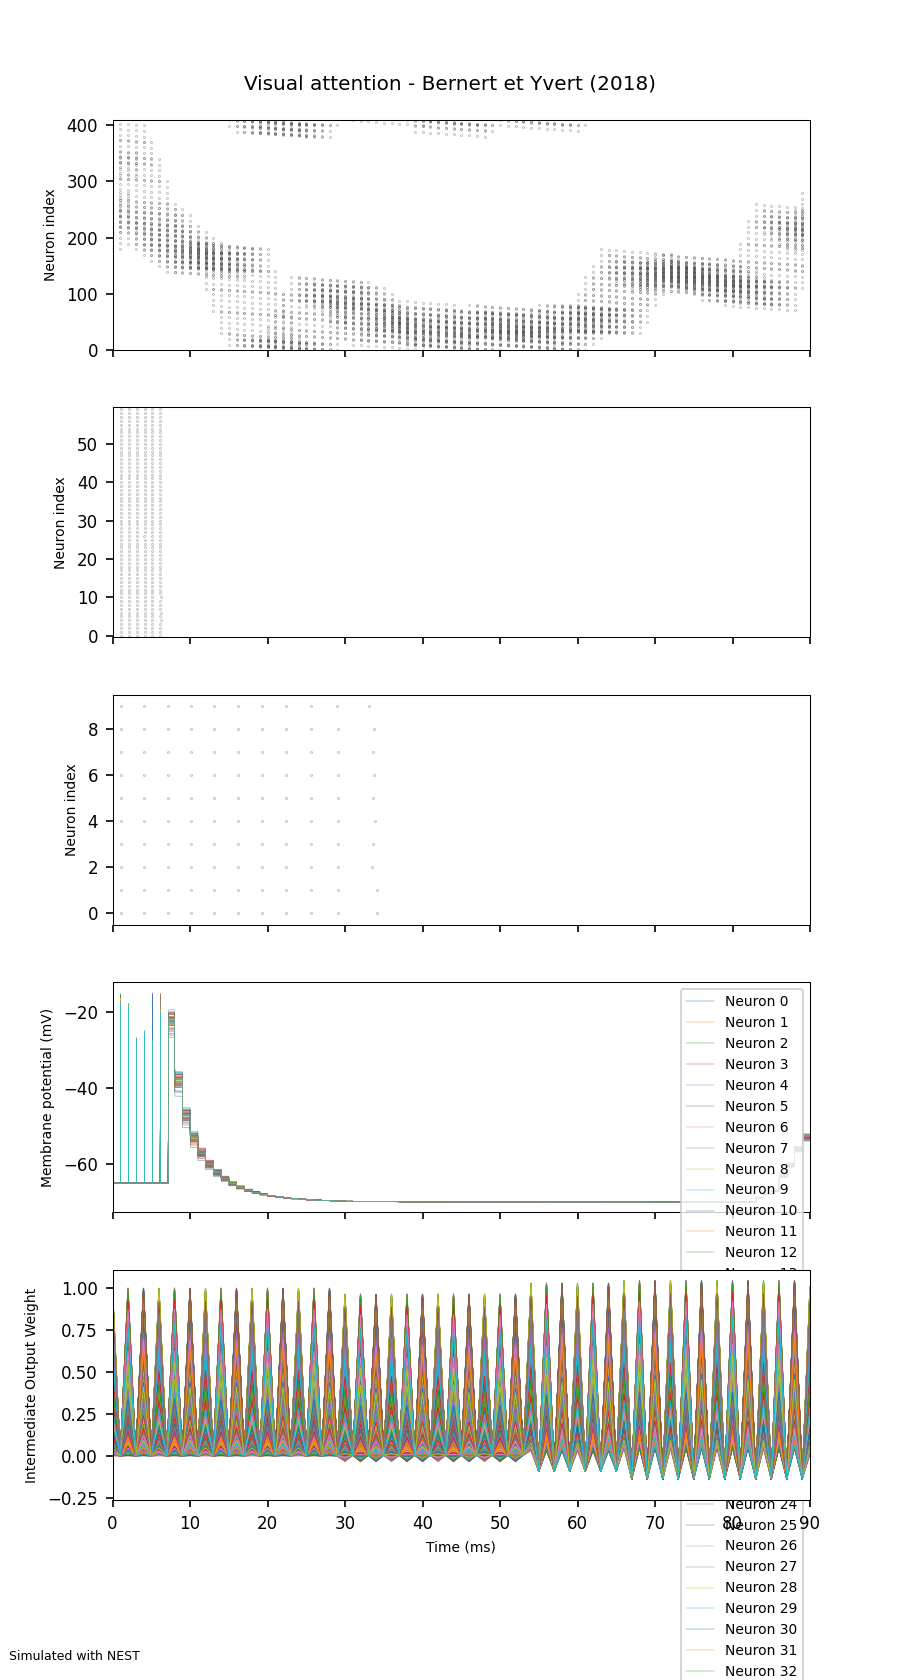 Visual attention - Bernert et Yvert (2018)
400
300
200
100
0
Neuron index
50
40
30
20
10
0
Neuron index
8
6
4
2
0
Neuron index
−20
−40
−60
Membrane potential (mV)
Neuron 0
Neuron 1
Neuron 2
Neuron 3
Neuron 4
Neuron 5
Neuron 6
Neuron 7
Neuron 8
Neuron 9
Neuron 10
Neuron 11
Neuron 12
1.00
0.75
0.50
0.25
0.00
−0.25
Intermediate Output Weight
0 10 20 30 40 50 60 70 80 90
Time (ms)
Neuron 24
Neuron 25
Neuron 26
Neuron 27
Neuron 28
Neuron 29
Neuron 30
Neuron 31
Neuron 32
Simulated with NEST